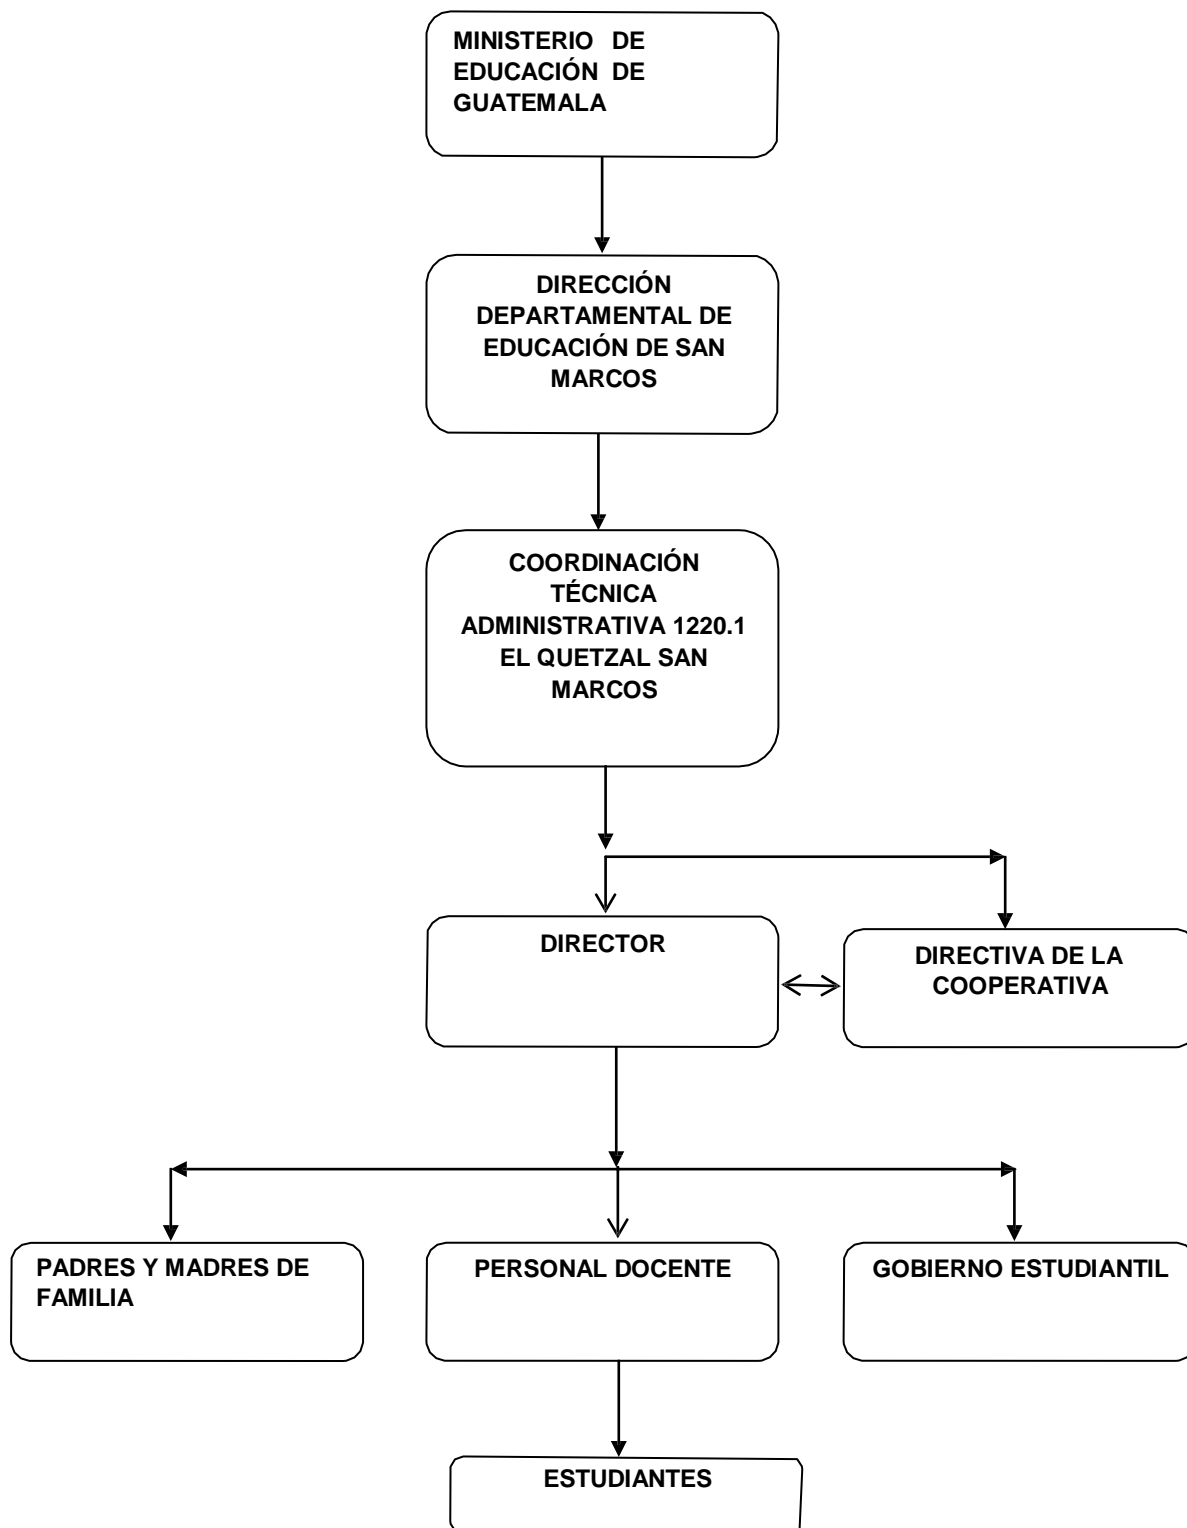 MINISTERIO DE
EDUCACIÓN DE
GUATEMALA
DIRECCIÓN
DEPARTAMENTAL DE
EDUCACIÓN DE SAN
MARCOS
COORDINACIÓN
TÉCNICA
ADMINISTRATIVA 1220.1
EL QUETZAL SAN
MARCOS
DIRECTOR
DIRECTIVA DE LA
COOPERATIVA
PADRES Y MADRES DE
FAMILIA
PERSONAL DOCENTE
GOBIERNO ESTUDIANTIL
ESTUDIANTES